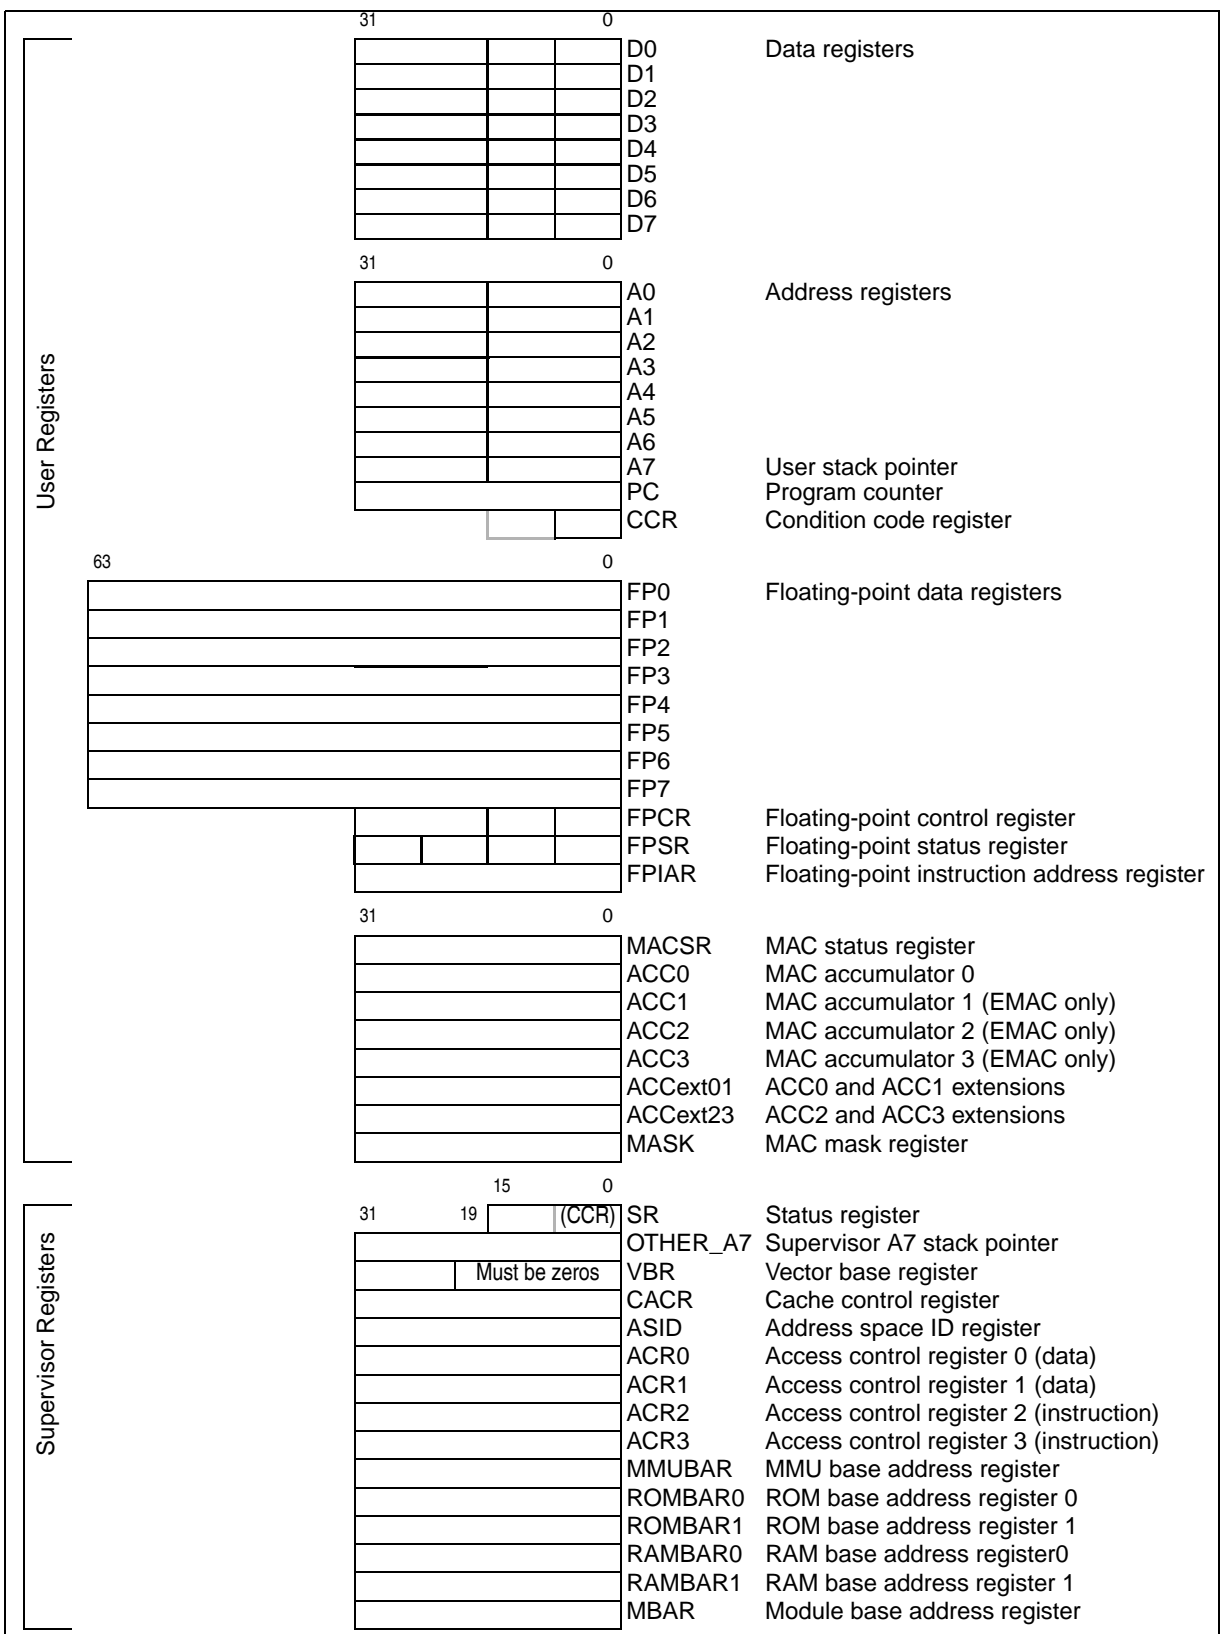 31 0
D0 Data registers
D1
D2
D3
D4
D5
D6
D7
31 0
A0 Address registers
A1
A2
A3
A4
A5
A6
A7 User stack pointer
PC Program counter
CCR Condition code register
User Registers
63 0
FP0 Floating-point data registers
FP1
FP2
FP3
FP4
FP5
FP6
FP7
FPCR Floating-point control register
FPSR Floating-point status register
FPIAR Floating-point instruction address register
31 0
MACSR MAC status register
ACC0 MAC accumulator 0
ACC1 MAC accumulator 1 (EMAC only)
ACC2 MAC accumulator 2 (EMAC only)
ACC3 MAC accumulator 3 (EMAC only)
ACCext01 ACC0 and ACC1 extensions
ACCext23 ACC2 and ACC3 extensions
MASK MAC mask register
15 0
31 19 (CCR) SR Status register
OTHER_A7 Supervisor A7 stack pointer
Must be zeros VBR Vector base register
CACR Cache control register
ASID Address space ID register
ACR0 Access control register 0 (data)
ACR1 Access control register 1 (data)
ACR2 Access control register 2 (instruction)
ACR3 Access control register 3 (instruction)
MMUBAR MMU base address register
ROMBAR0 ROM base address register 0
ROMBAR1 ROM base address register 1
RAMBAR0 RAM base address register0
RAMBAR1 RAM base address register 1
MBAR Module base address register
Supervisor Registers